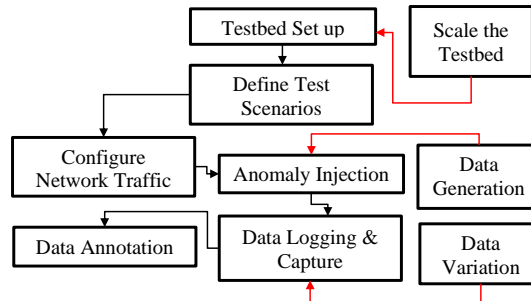 Testbed Set up
Scale the
Testbed
Define Test
Scenarios
Configure
Network Traffic
Anomaly Injection
Data
Generation
Data Annotation
Data Logging &
Capture
Data
Variation